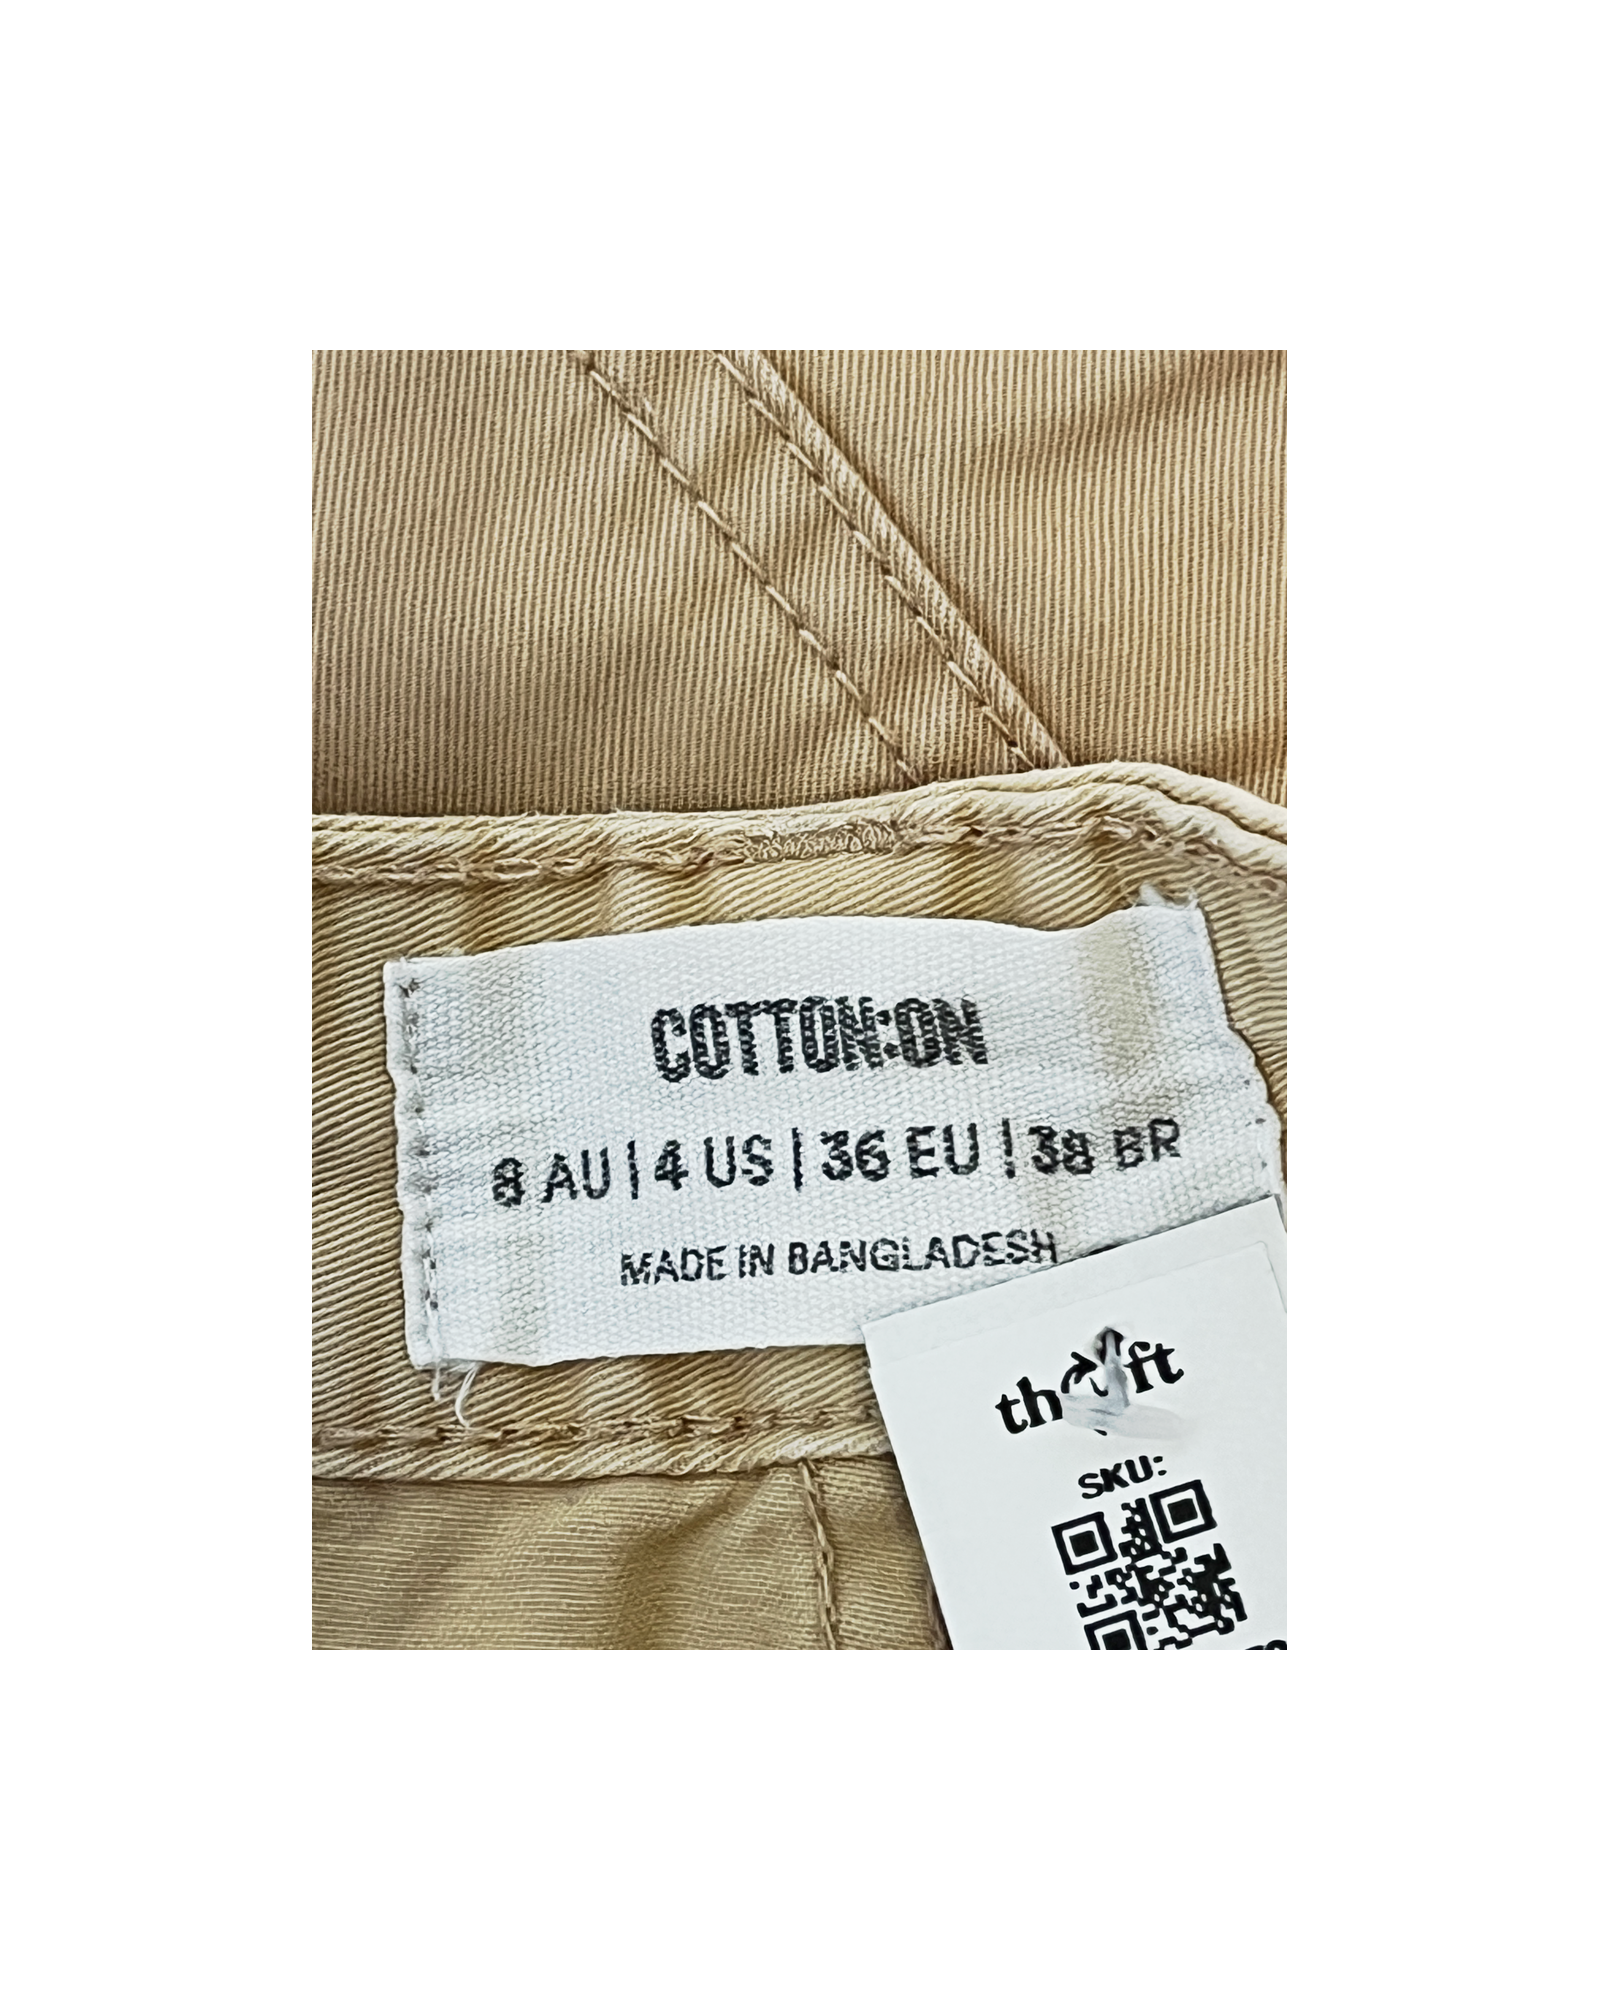 COTTON:ON
8 AU | 4 US | 36 EU | 38 BR
MADE IN BANGLADESH
SKU: